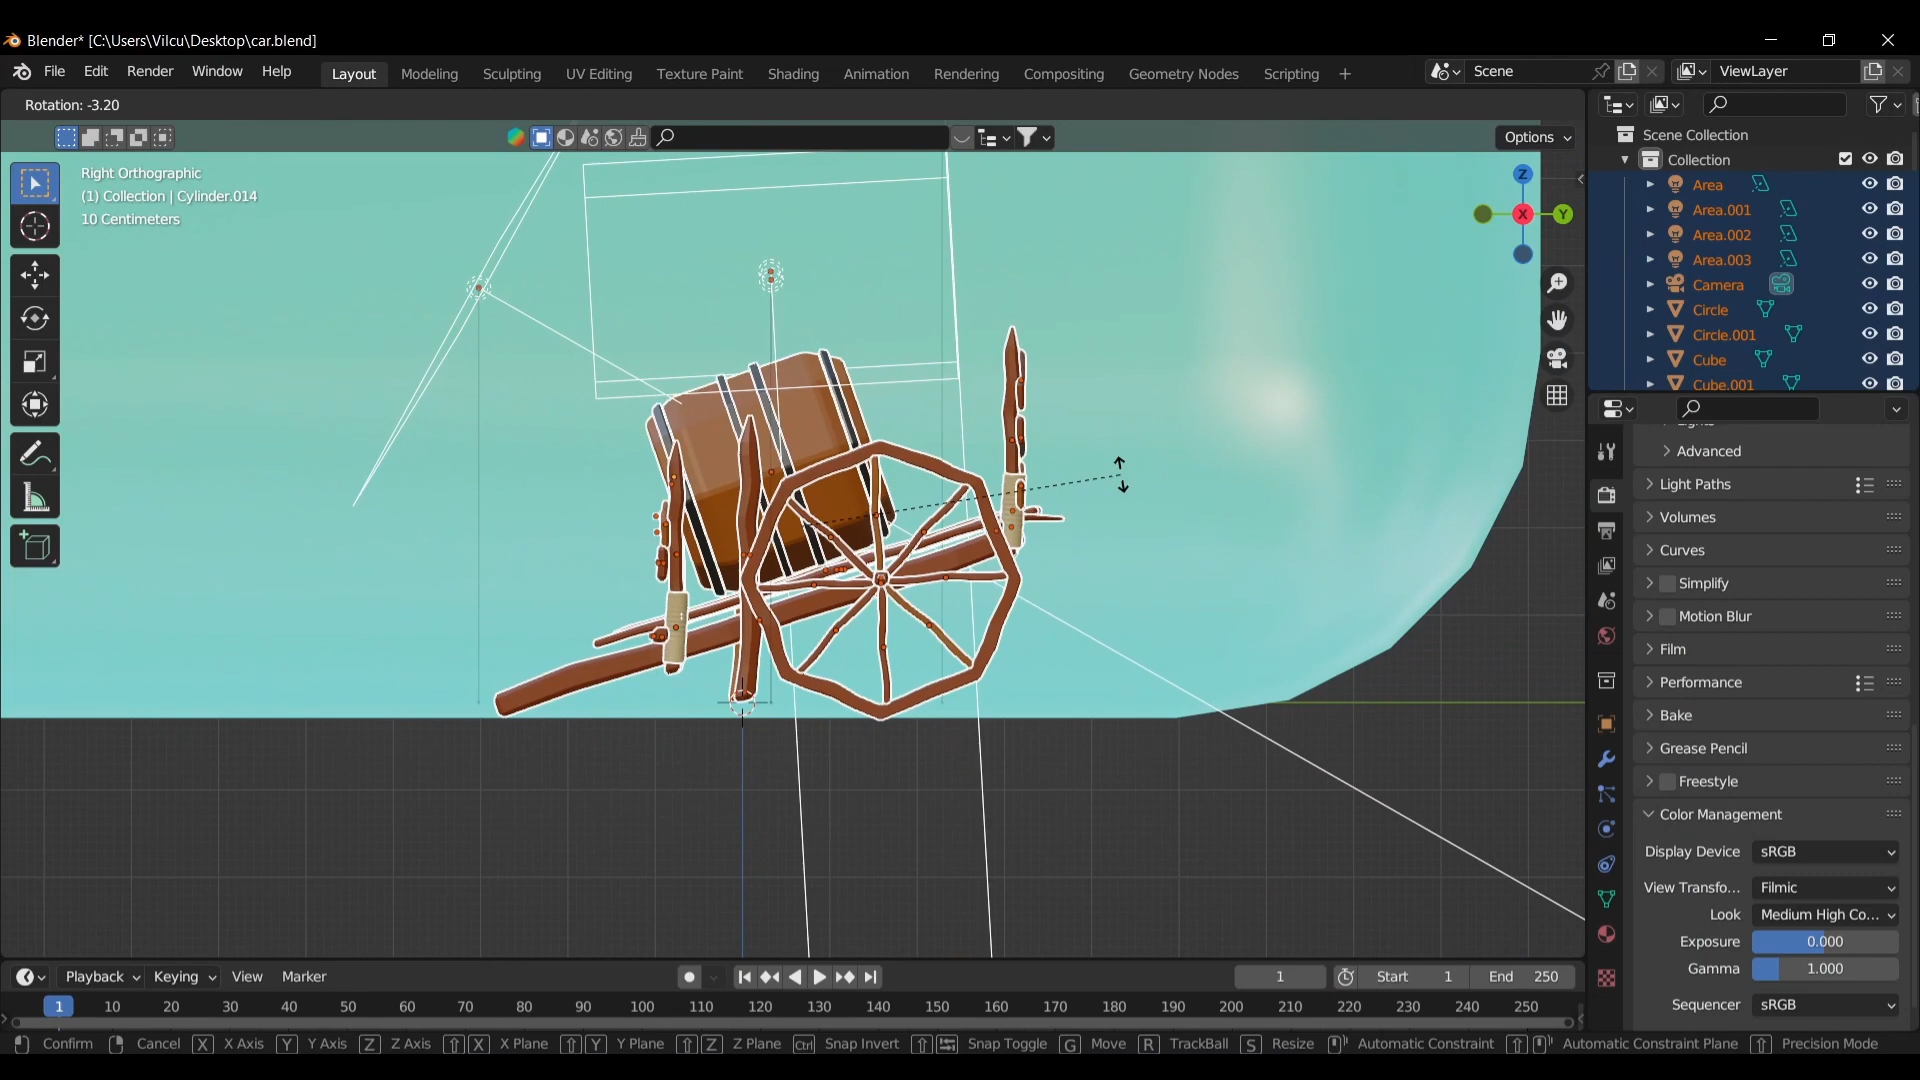 Blender* [C:\Users\Vilcu\Desktop\car.blend]
File Edit Render Window Help Layout Modeling Sculpting UV Editing Texture Paint Shading Animation Rendering Compositing Geometry Nodes Scripting + Scene ViewLayer
Rotation: -3.20
Options
Right Orthographic
(1) Collection | Cylinder.014
10 Centimeters
Z
X
Y
Scene Collection
Collection
Area
Area.001
Area.002
Area.003
Camera
Circle
Circle.001
Cube
Cube.001
Advanced
Light Paths
Volumes
Curves
Simplify
Motion Blur
Film
Performance
Bake
Grease Pencil
Freestyle
Color Management
Display Device sRGB
View Transfo... Filmic
Look Medium High Co...
Exposure 0.000
Gamma 1.000
Sequencer sRGB
Playback Keying View Marker 1 Start 1 End 250
1 10 20 30 40 50 60 70 80 90 100 110 120 130 140 150 160 170 180 190 200 210 220 230 240 250
Confirm Cancel X X Axis Y Y Axis Z Z Axis X X Plane Y Y Plane Z Z Plane Ctrl Snap Invert Snap Toggle G Move R TrackBall S Resize Automatic Constraint Automatic Constraint Plane Precision Mode